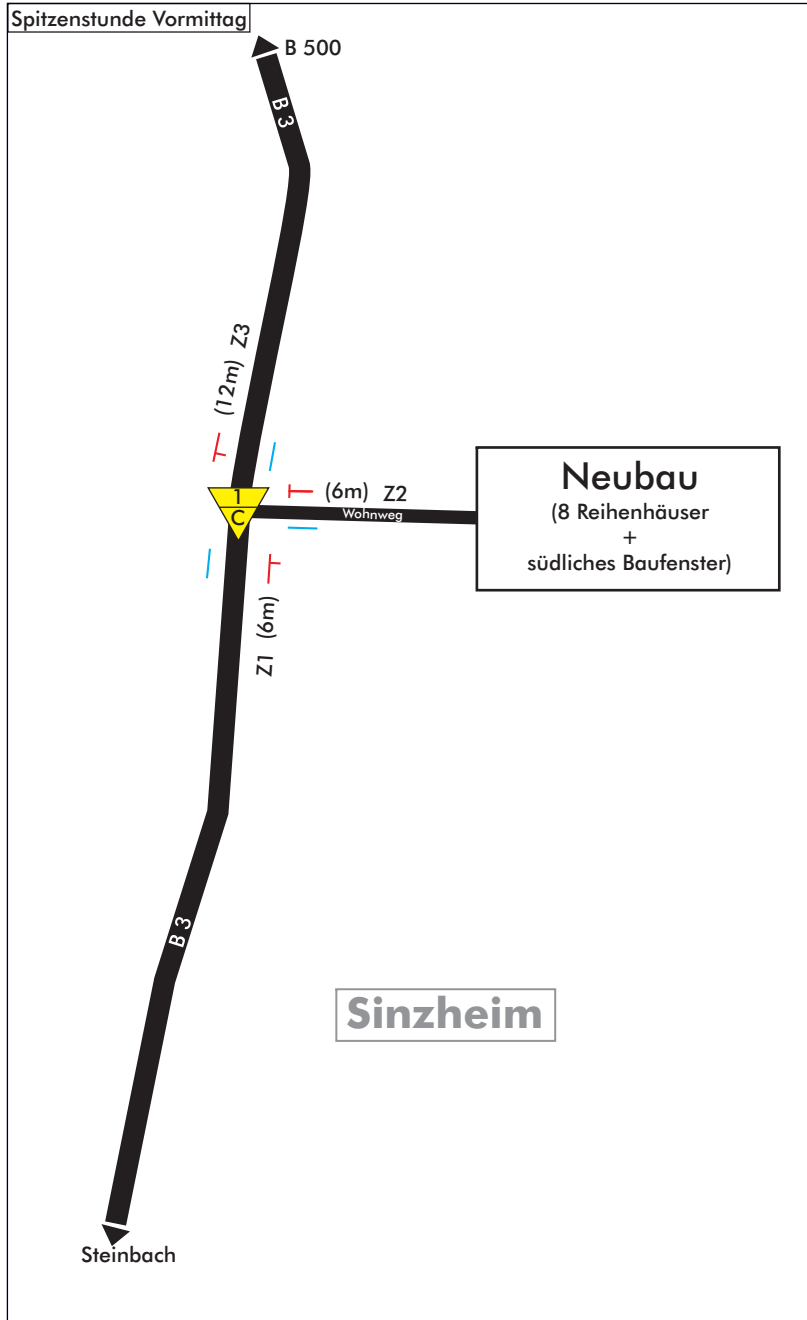 Spitzenstunde Vormittag
B 500
B 3
(12m) Z3
1
C
(6m) Z2
Wohnweg
Neubau
(8 Reihenhäuser
+
südliches Baufenster)
Z1 (6m)
B 3
Sinzheim
Steinbach